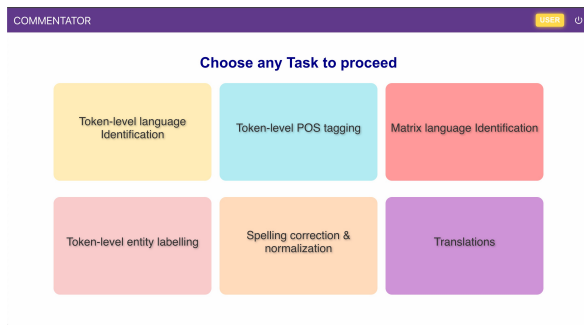 COMMENTATOR
USER
Choose any Task to proceed
Token-level language
Identification
Token-level POS tagging
Matrix language Identification
Token-level entity labelling
Spelling correction &
normalization
Translations